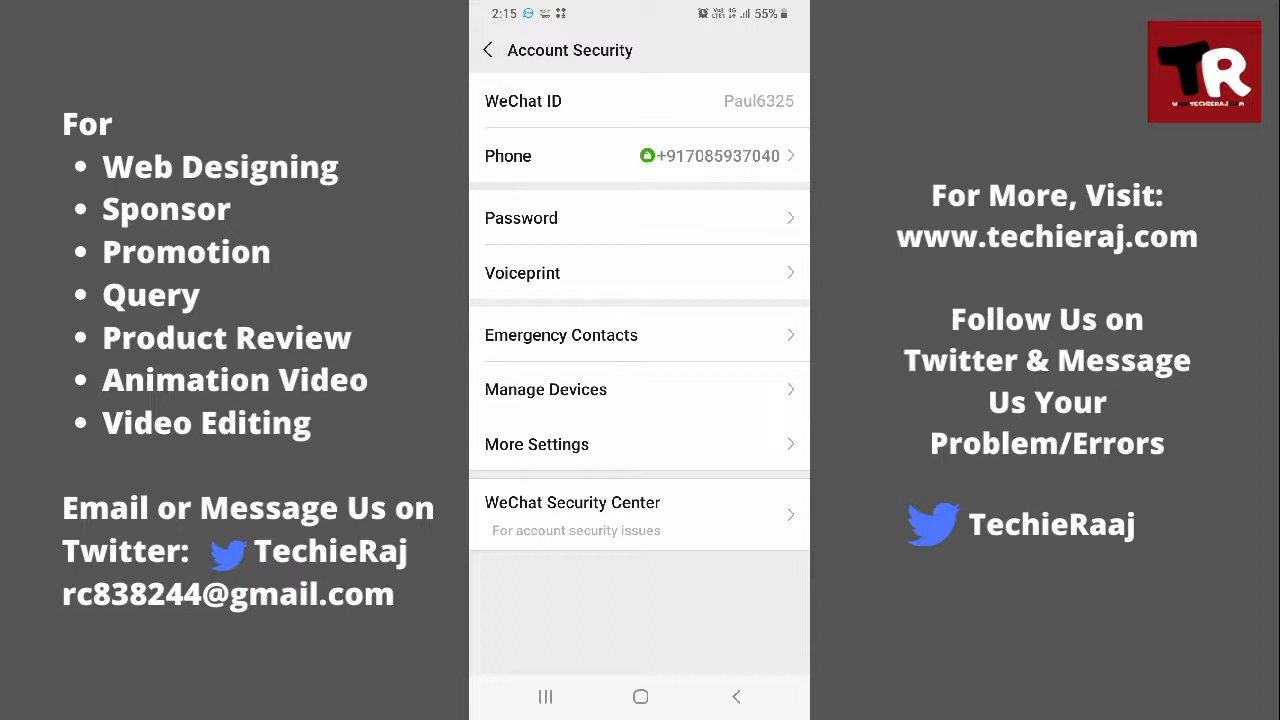 For
• Web Designing
• Sponsor
• Promotion
• Query
• Product Review
• Animation Video
• Video Editing
Email or Message Us on
Twitter: TechieRaj
rc838244@gmail.com
2:15
55%
Account Security
WeChat ID Paul6325
Phone +917085937040
Password
Voiceprint
Emergency Contacts
Manage Devices
More Settings
WeChat Security Center
For account security issues
TR
WWW.TECHIERAJ.COM
For More, Visit:
www.techieraj.com
Follow Us on
Twitter & Message
Us Your
Problem/Errors
TechieRaaj